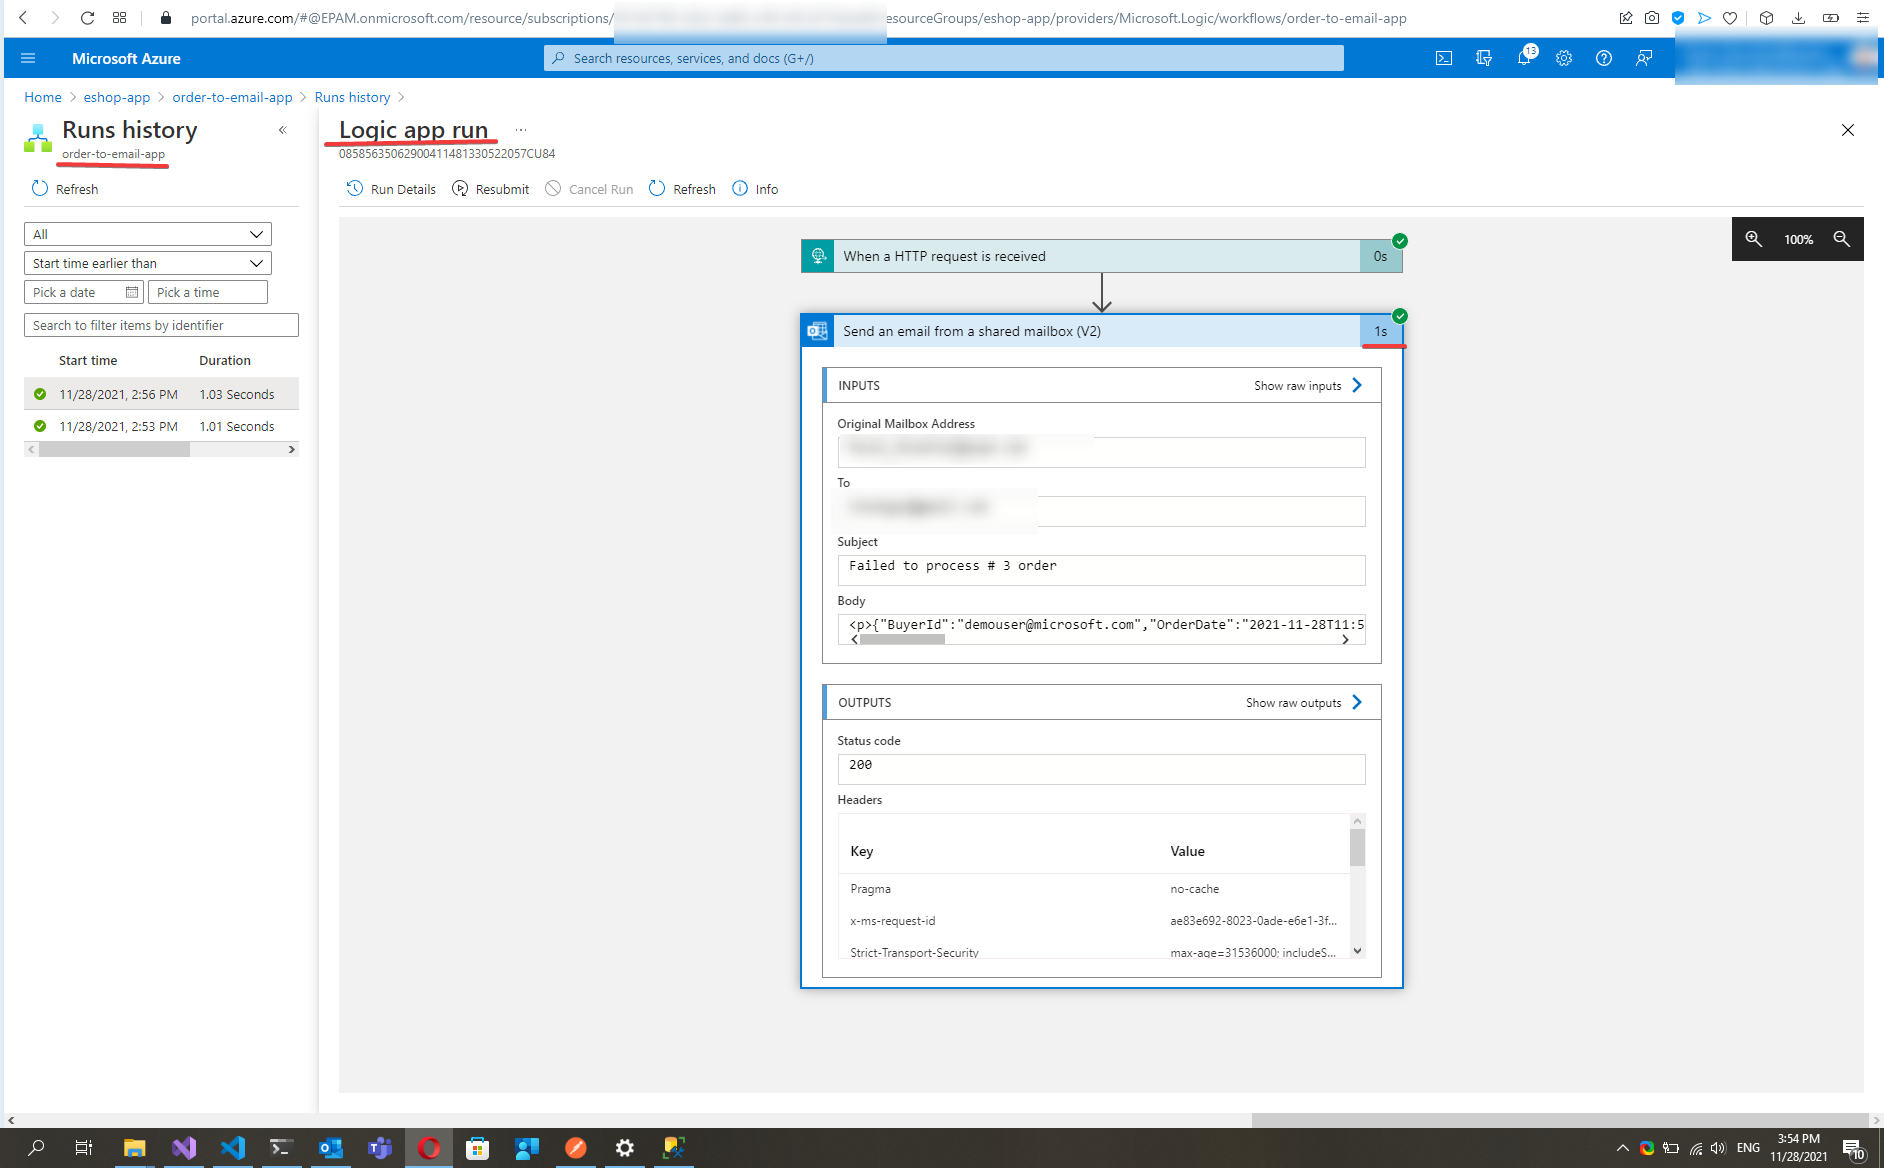 portal.azure.com/#@EPAM.onmicrosoft.com/resource/subscriptions/ esourceGroups/eshop-app/providers/Microsoft.Logic/workflows/order-to-email-app
Microsoft Azure
Search resources, services, and docs (G+/)
13
Home > eshop-app > order-to-email-app > Runs history >
Runs history
order-to-email-app
Refresh
All
Start time earlier than
Pick a date
Pick a time
Search to filter items by identifier
Start time Duration
11/28/2021, 2:56 PM 1.03 Seconds
11/28/2021, 2:53 PM 1.01 Seconds
Logic app run ...
08585635062900411481330522057CU84
Run Details Resubmit Cancel Run Refresh Info
100%
When a HTTP request is received 0s
Send an email from a shared mailbox (V2) 1s
INPUTS Show raw inputs
Original Mailbox Address
To
Subject
Failed to process # 3 order
Body
<p>{"BuyerId":"demouser@microsoft.com","OrderDate":"2021-11-28T11:5
OUTPUTS Show raw outputs
Status code
200
Headers
Key Value
Pragma no-cache
x-ms-request-id ae83e692-8023-0ade-e6e1-3f...
Strict-Transport-Security max-age=31536000; includeS...
ENG
3:54 PM
11/28/2021
10